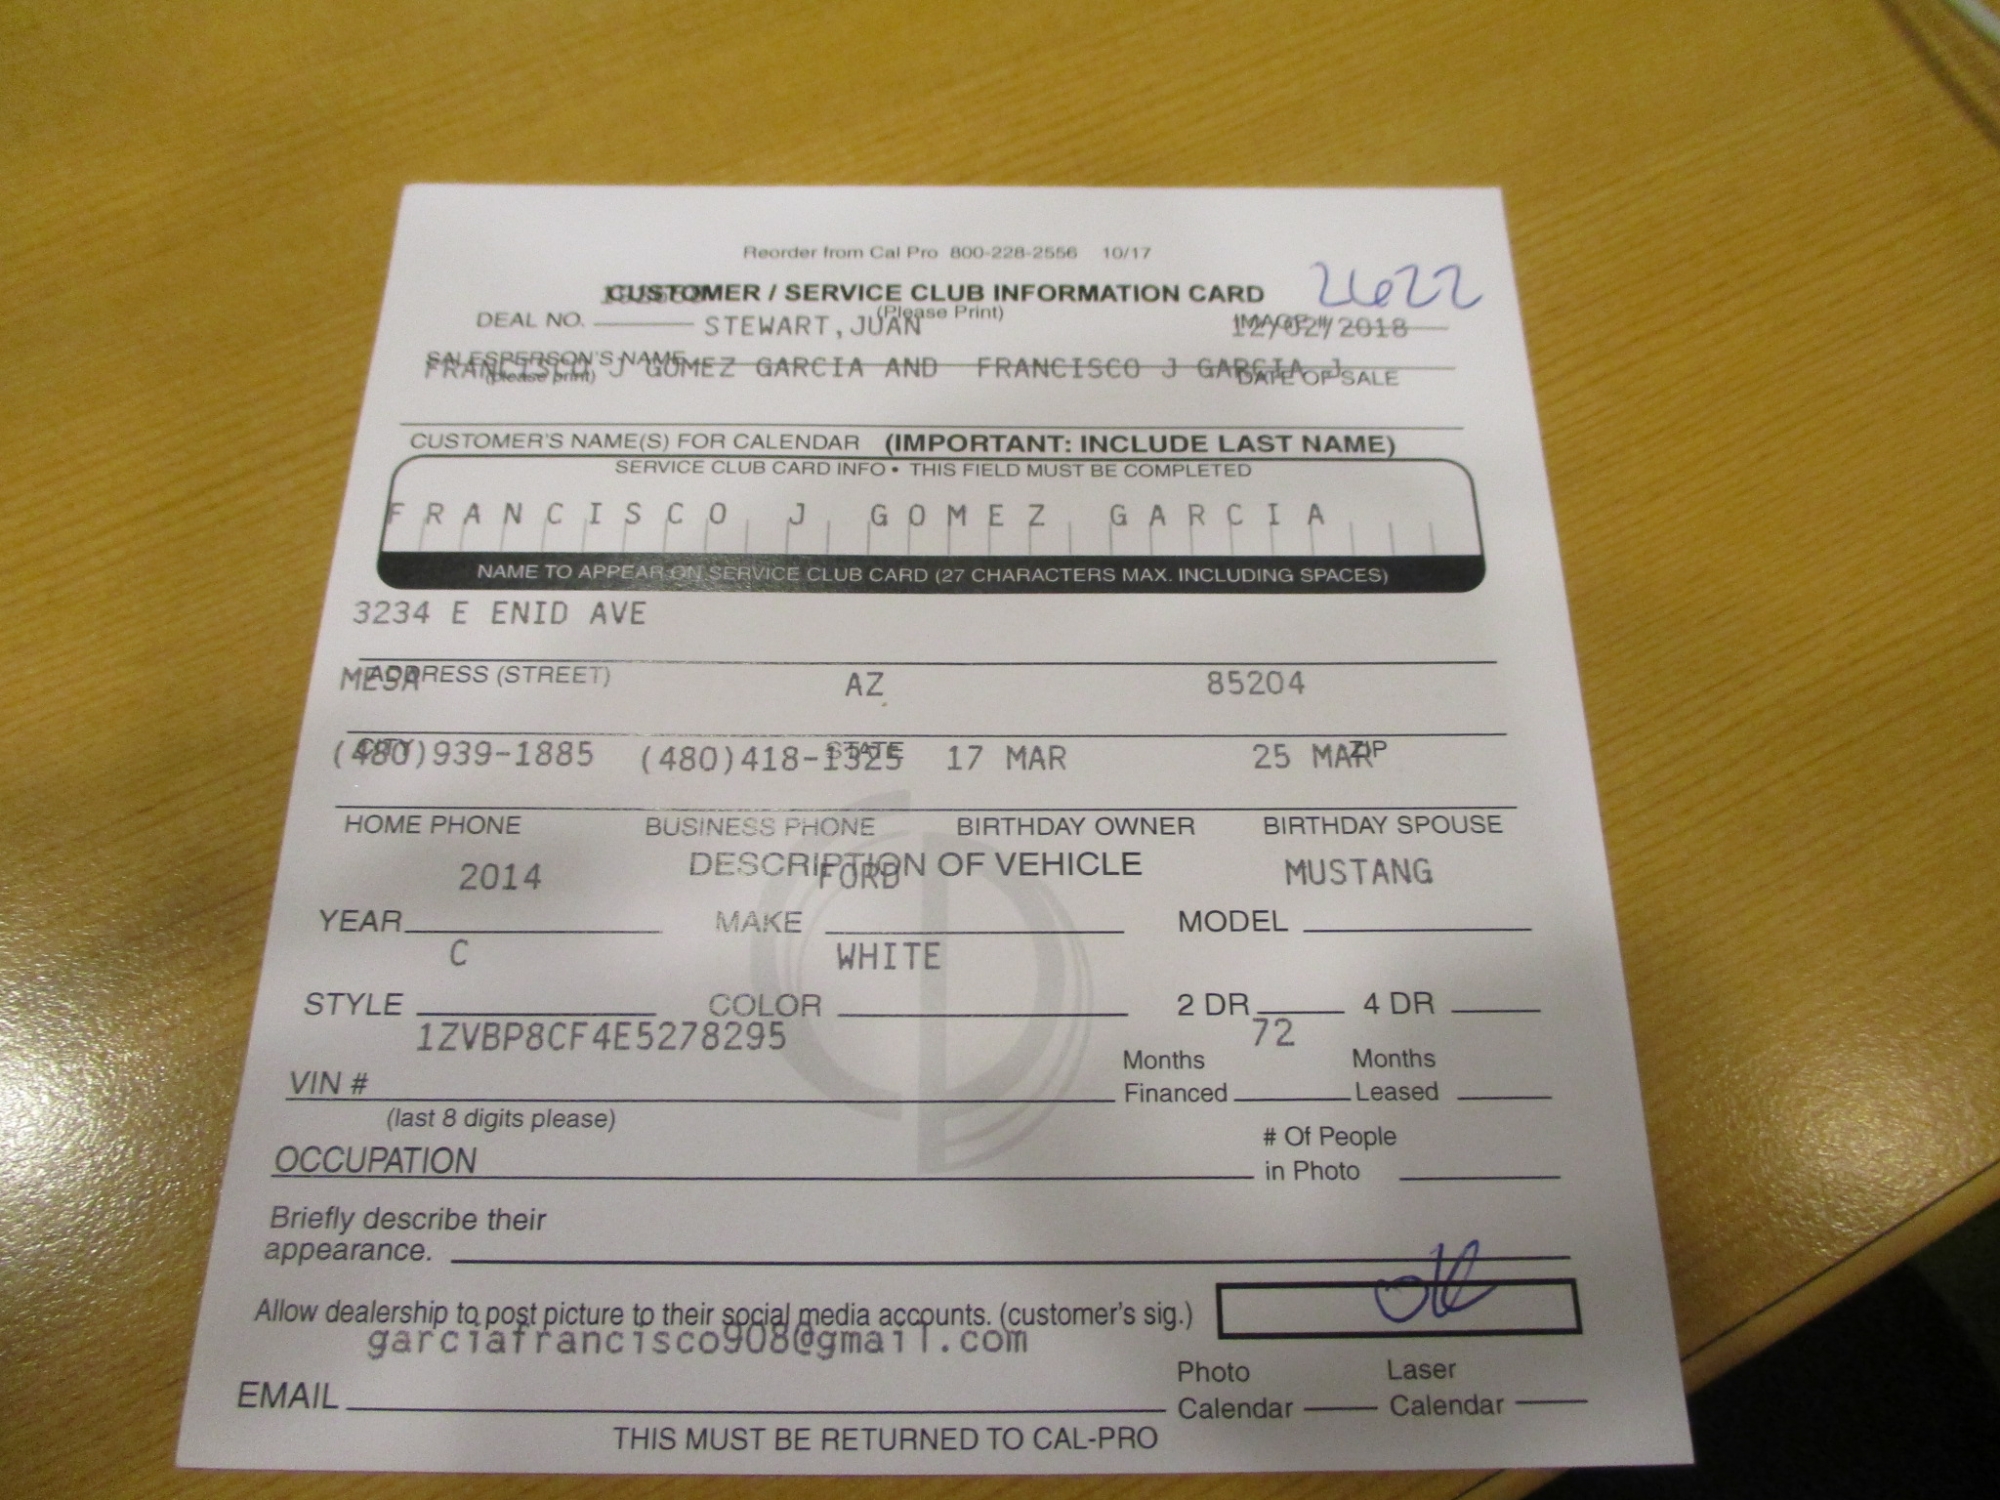 Reorder from Cal Pro 800-228-2556 10/17
CUSTOMER / SERVICE CLUB INFORMATION CARD 2622
(Please Print)
DEAL NO. STEWART,JUAN IMAGE # 12/02/2018
SALESPERSON'S NAME
FRANCISCO J GOMEZ GARCIA AND FRANCISCO J GARCIA J
(please print) DATE OF SALE
CUSTOMER'S NAME(S) FOR CALENDAR (IMPORTANT: INCLUDE LAST NAME)
SERVICE CLUB CARD INFO • THIS FIELD MUST BE COMPLETED
FRANCISCO J GOMEZ GARCIA
NAME TO APPEAR ON SERVICE CLUB CARD (27 CHARACTERS MAX. INCLUDING SPACES)
3234 E ENID AVE
ADDRESS (STREET)
MESA AZ 85204
CITY STATE ZIP
(480)939-1885 (480)418-1325 17 MAR 25 MAR
HOME PHONE BUSINESS PHONE BIRTHDAY OWNER BIRTHDAY SPOUSE
DESCRIPTION OF VEHICLE
2014 FORD MUSTANG
YEAR MAKE MODEL
C WHITE
STYLE COLOR 2 DR 4 DR
1ZVBP8CF4E5278295 72
Months Months
VIN # Financed Leased
(last 8 digits please)
# Of People
OCCUPATION in Photo
Briefly describe their
appearance.
Allow dealership to post picture to their social media accounts. (customer's sig.)
garciafrancisco908@gmail.com
Photo Laser
EMAIL Calendar Calendar
THIS MUST BE RETURNED TO CAL-PRO